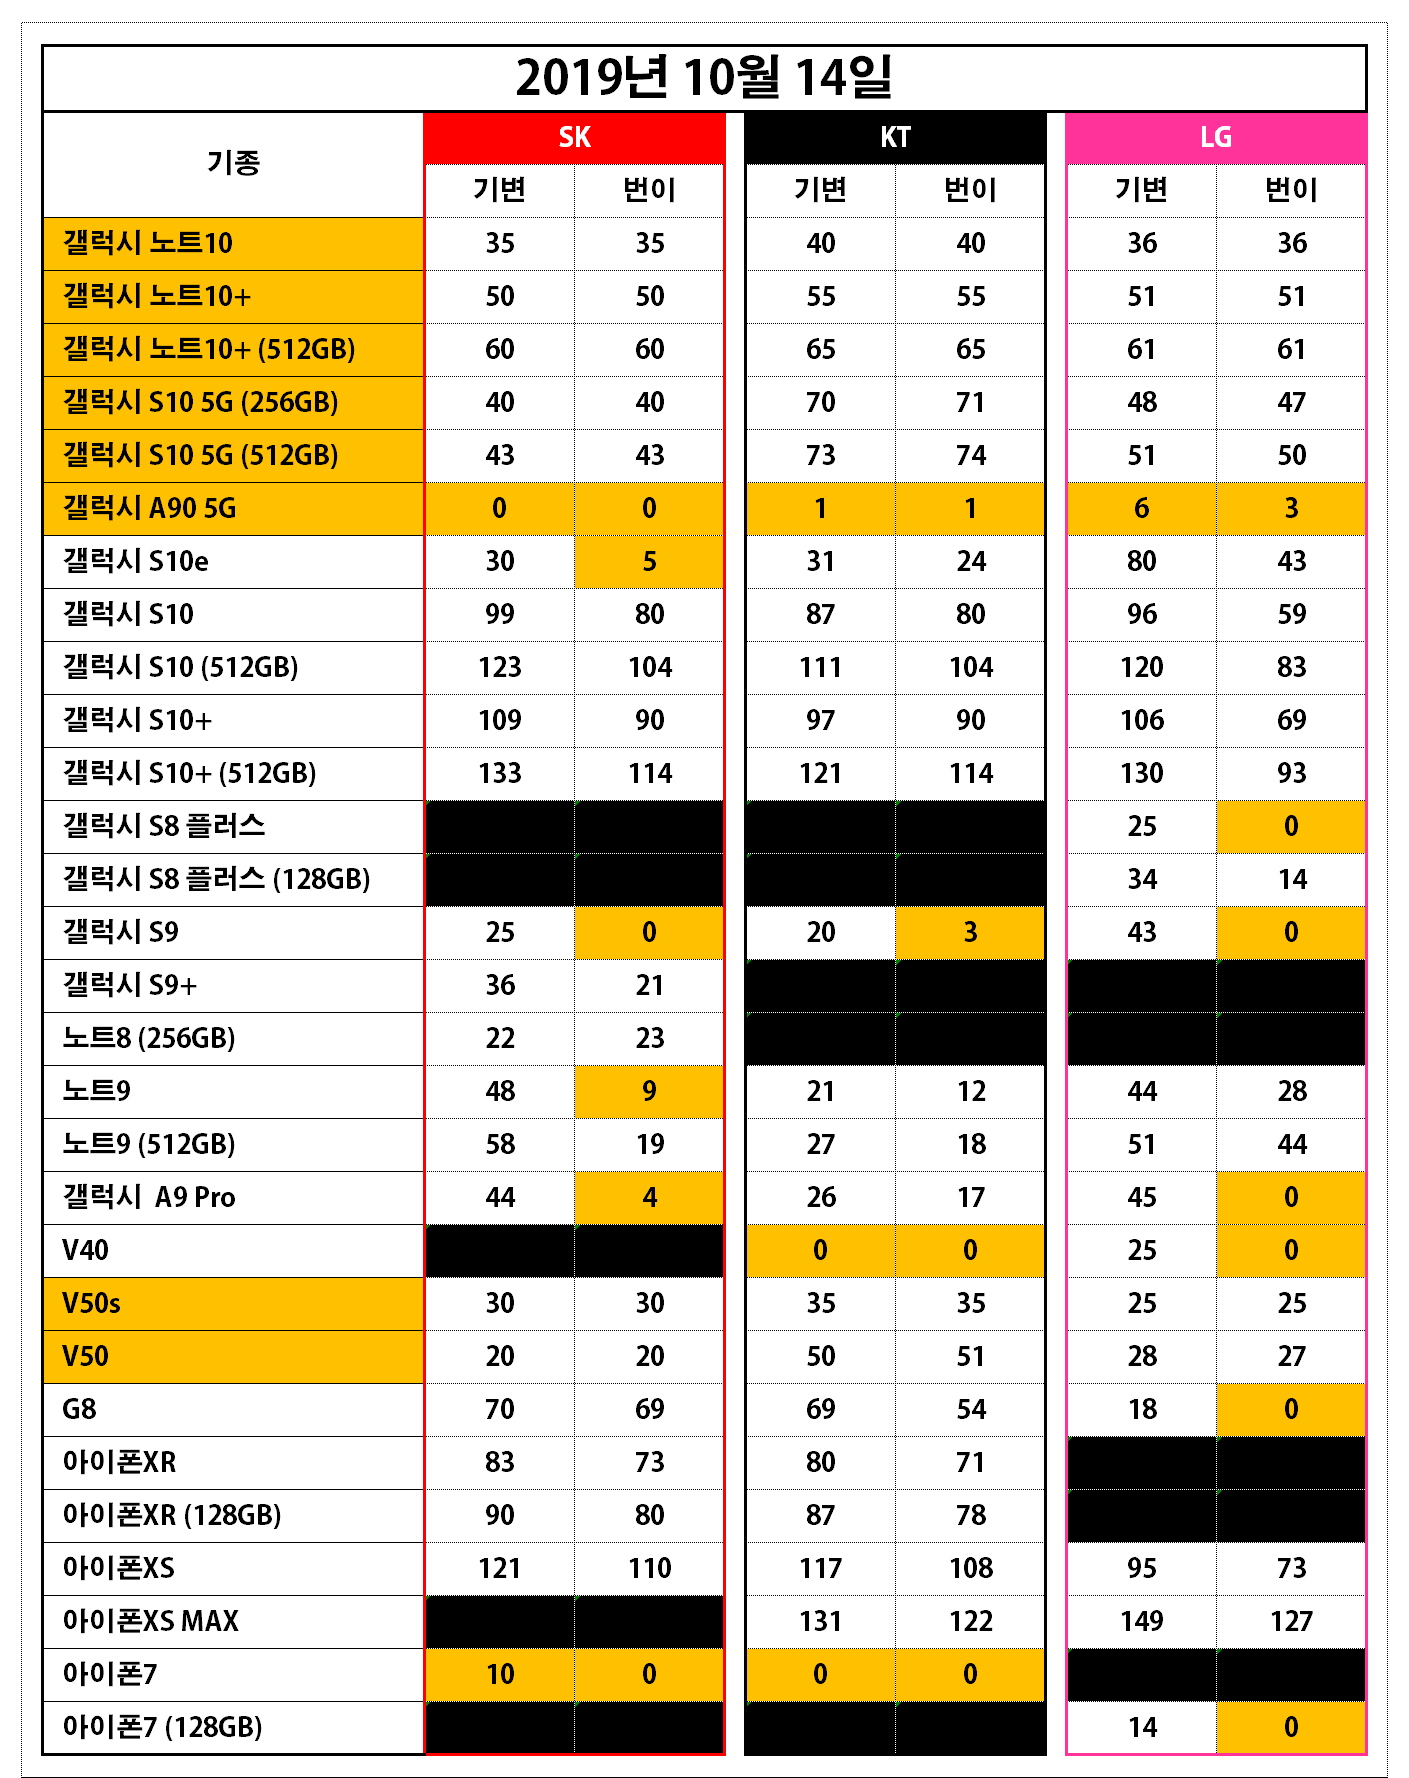 2019년 10월 14일
기종 SK KT LG
기변 번이 기변 번이 기변 번이
갤럭시 노트10 35 35 40 40 36 36
갤럭시 노트10+ 50 50 55 55 51 51
갤럭시 노트10+ (512GB) 60 60 65 65 61 61
갤럭시 S10 5G (256GB) 40 40 70 71 48 47
갤럭시 S10 5G (512GB) 43 43 73 74 51 50
갤럭시 A90 5G 0 0 1 1 6 3
갤럭시 S10e 30 5 31 24 80 43
갤럭시 S10 99 80 87 80 96 59
갤럭시 S10 (512GB) 123 104 111 104 120 83
갤럭시 S10+ 109 90 97 90 106 69
갤럭시 S10+ (512GB) 133 114 121 114 130 93
갤럭시 S8 플러스 25 0
갤럭시 S8 플러스 (128GB) 34 14
갤럭시 S9 25 0 20 3 43 0
갤럭시 S9+ 36 21
노트8 (256GB) 22 23
노트9 48 9 21 12 44 28
노트9 (512GB) 58 19 27 18 51 44
갤럭시 A9 Pro 44 4 26 17 45 0
V40 0 0 25 0
V50s 30 30 35 35 25 25
V50 20 20 50 51 28 27
G8 70 69 69 54 18 0
아이폰XR 83 73 80 71
아이폰XR (128GB) 90 80 87 78
아이폰XS 121 110 117 108 95 73
아이폰XS MAX 131 122 149 127
아이폰7 10 0 0 0
아이폰7 (128GB) 14 0